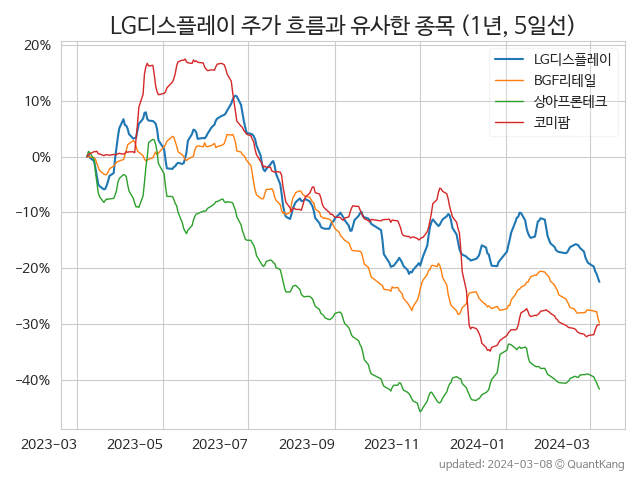 LG디스플레이 주가 흐름과 유사한 종목 (1년, 5일선)
LG디스플레이
BGF리테일
상아프론테크
코미팜
20%
10%
0%
−10%
−20%
−30%
−40%
2023−03
2023−05
2023−07
2023−09
2023−11
2024−01
2024−03
updated: 2024-03-08 © QuantKang